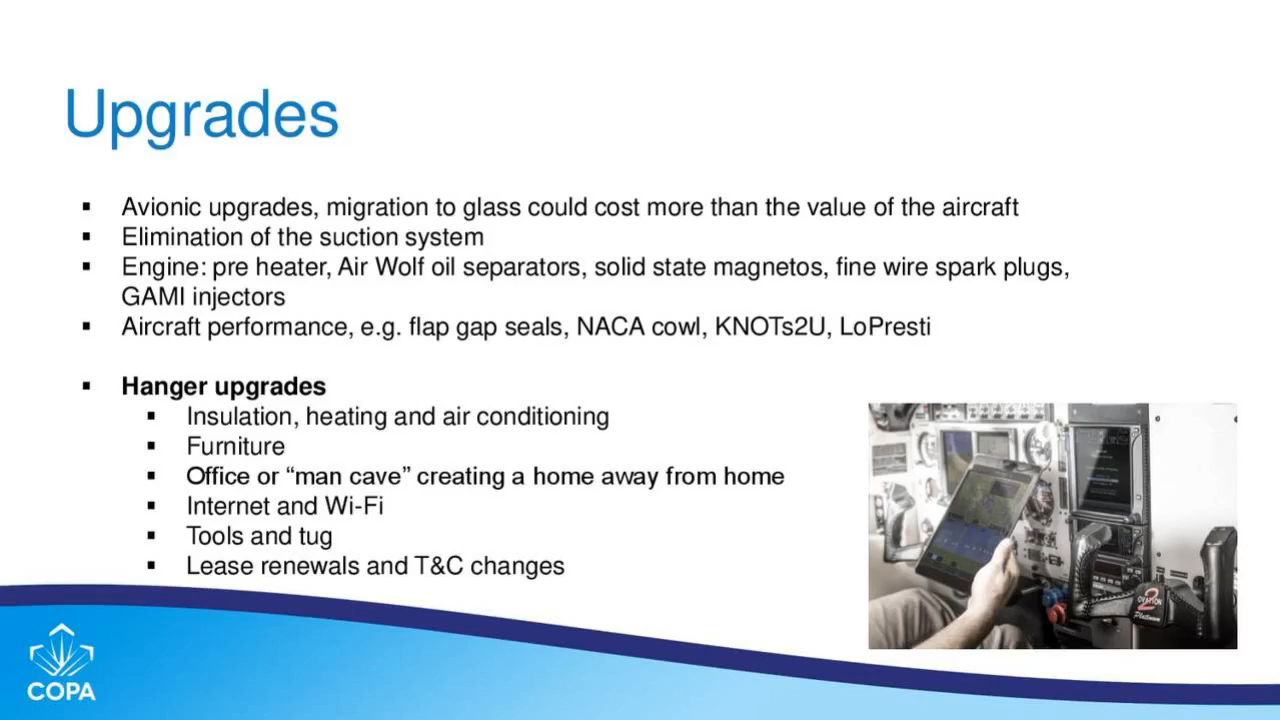 Upgrades
▪ Avionic upgrades, migration to glass could cost more than the value of the aircraft
▪ Elimination of the suction system
▪ Engine: pre heater, Air Wolf oil separators, solid state magnetos, fine wire spark plugs,
GAMI injectors
▪ Aircraft performance, e.g. flap gap seals, NACA cowl, KNOTs2U, LoPresti
▪ Hanger upgrades
▪ Insulation, heating and air conditioning
▪ Furniture
▪ Office or “man cave” creating a home away from home
▪ Internet and Wi-Fi
▪ Tools and tug
▪ Lease renewals and T&C changes
OVATION
2
Platinum
COPA